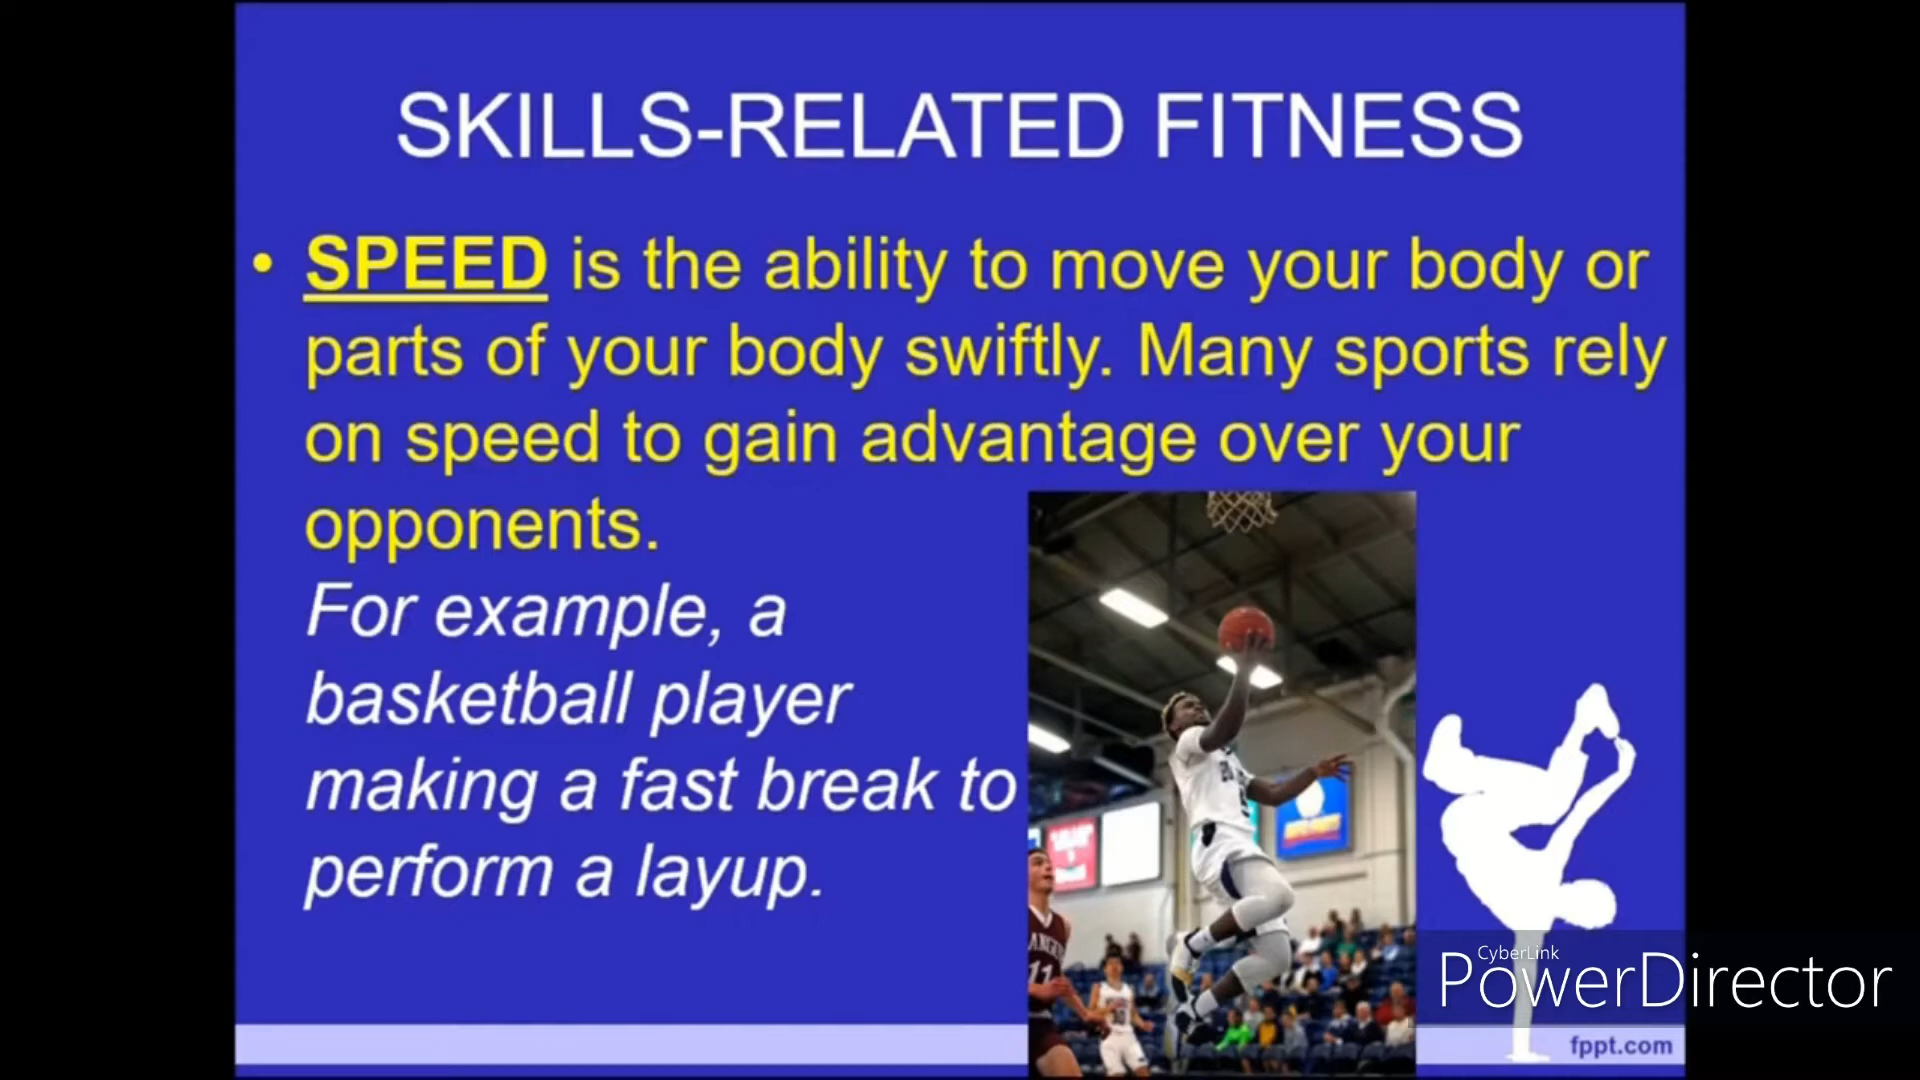 SKILLS-RELATED FITNESS
• SPEED is the ability to move your body or
parts of your body swiftly. Many sports rely
on speed to gain advantage over your
opponents.
For example, a
basketball player
making a fast break to
perform a layup.
11
CyberLink
PowerDirector
fppt.com